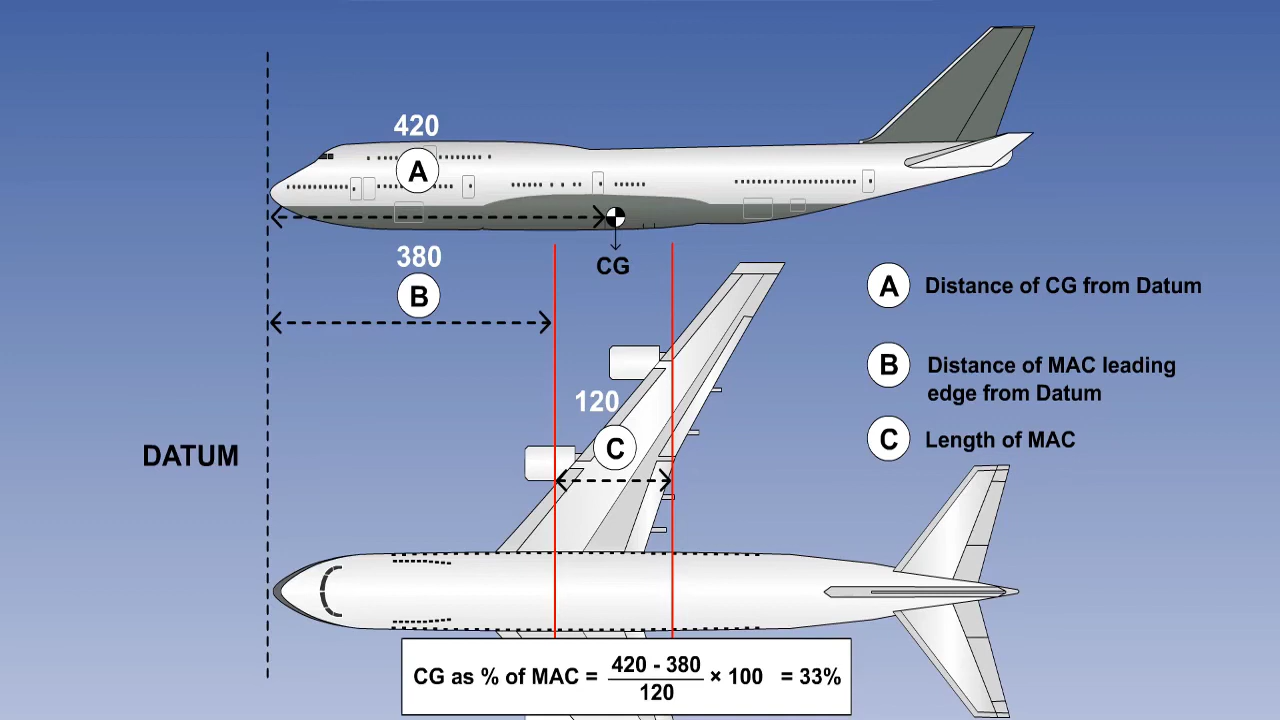 420
A
380
B
CG
A Distance of CG from Datum
B Distance of MAC leading
edge from Datum
120
C
C Length of MAC
DATUM
CG as % of MAC = 420 - 380 / 120 × 100 = 33%